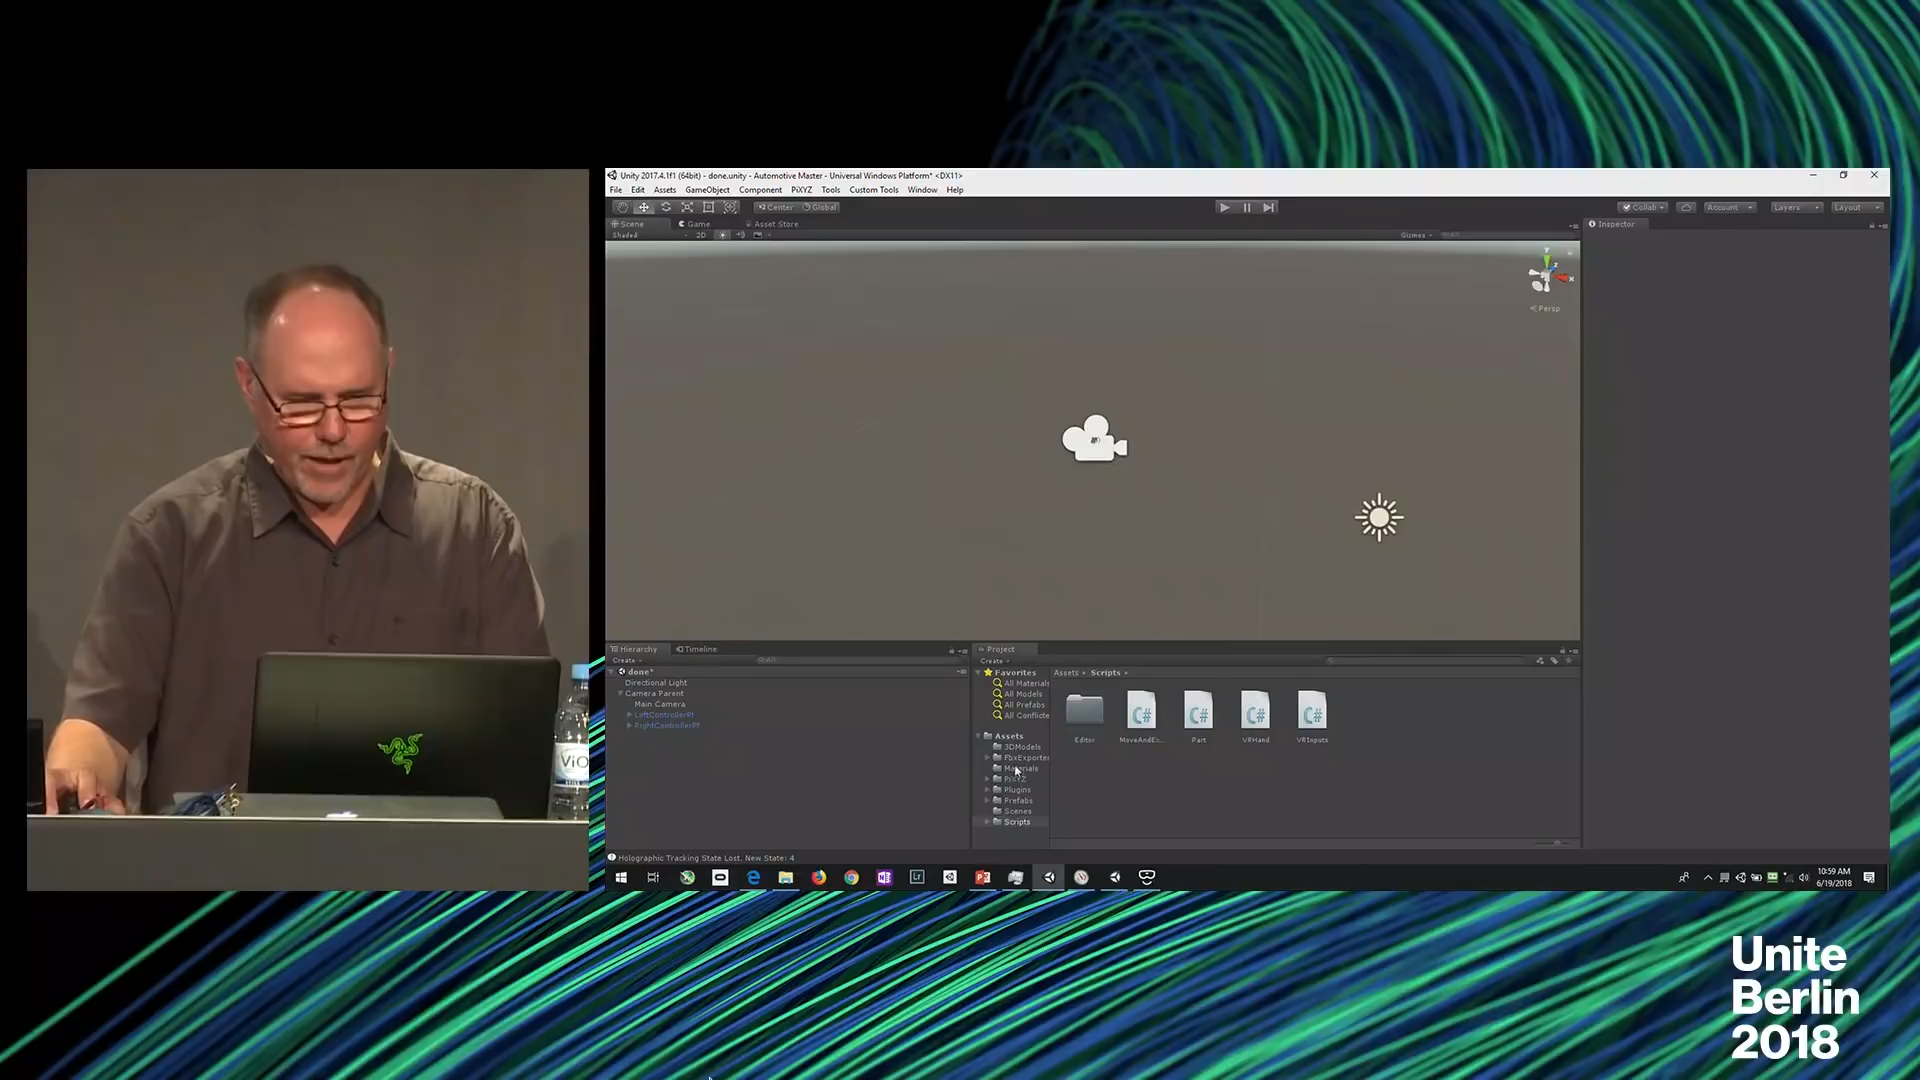 Unity 2017.4.1f1 (64bit) - done.unity - Automotive Master - Universal Windows Platform* <DX11>
File Edit Assets GameObject Component PiXYZ Tools Custom Tools Window Help
Center Global
Collab Account Layers Layout
Scene Game Asset Store
Inspector
Shaded 2D Gizmos
y
z
x
Persp
Hierarchy Timeline
Create
done*
Directional Light
Camera Parent
Main Camera
LeftControllerPf
RightControllerPf
Project
Create
Favorites
All Materials
All Models
All Prefabs
All Conflicte
Assets
3DModels
FbxExporter
Materials
PiXYZ
Plugins
Prefabs
Scenes
Scripts
Assets Scripts
C# C# C# C#
Editor MoveAndEx... Part VRHand VRInputs
Holographic Tracking State Lost, New State: 4
Lr
10:59 AM
6/19/2018
ViO
Unite
Berlin
2018